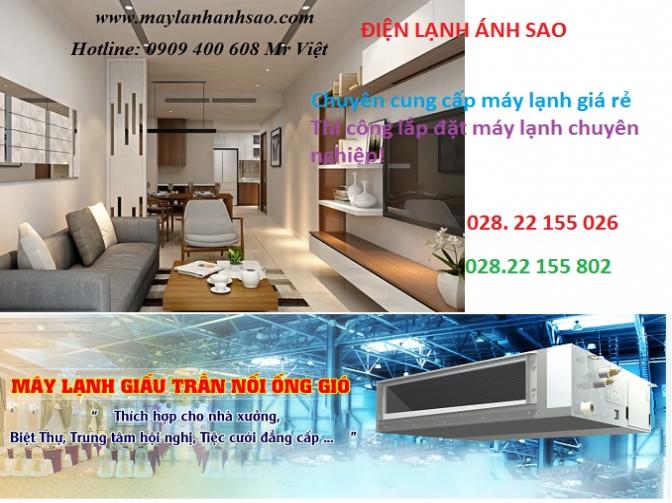 www.maylanhanhsao.com
Hotline: 0909 400 608 Mr Việt
ĐIỆN LẠNH ÁNH SAO
Chuyên cung cấp máy lạnh giá rẻ
Thi công lắp đặt máy lạnh chuyên
nghiệp!
028. 22 155 026
028.22 155 802
MÁY LẠNH GIẤU TRẦN NỐI ỐNG GIÓ
“ Thích hợp cho nhà xưởng,
Biệt Thự, Trung tâm hội nghị, Tiệc cưới đẳng cấp ... ”